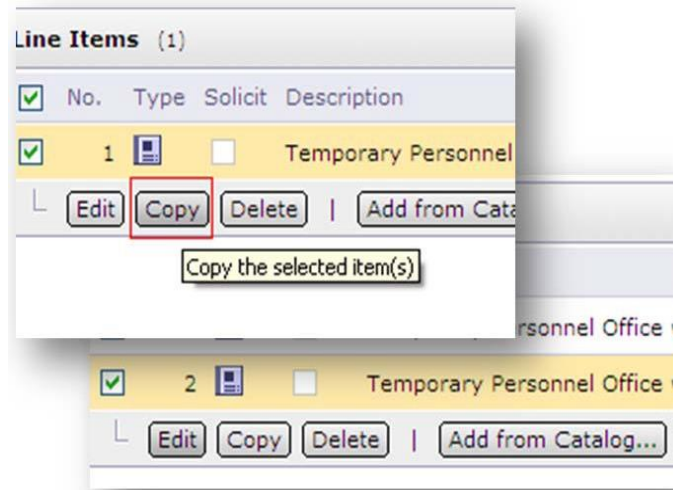 Line Items (1)
No. Type Solicit Description
1 Temporary Personnel
Edit Copy Delete | Add from Cata
Copy the selected item(s)
rsonnel Office
2 Temporary Personnel Office
Edit Copy Delete | Add from Catalog...